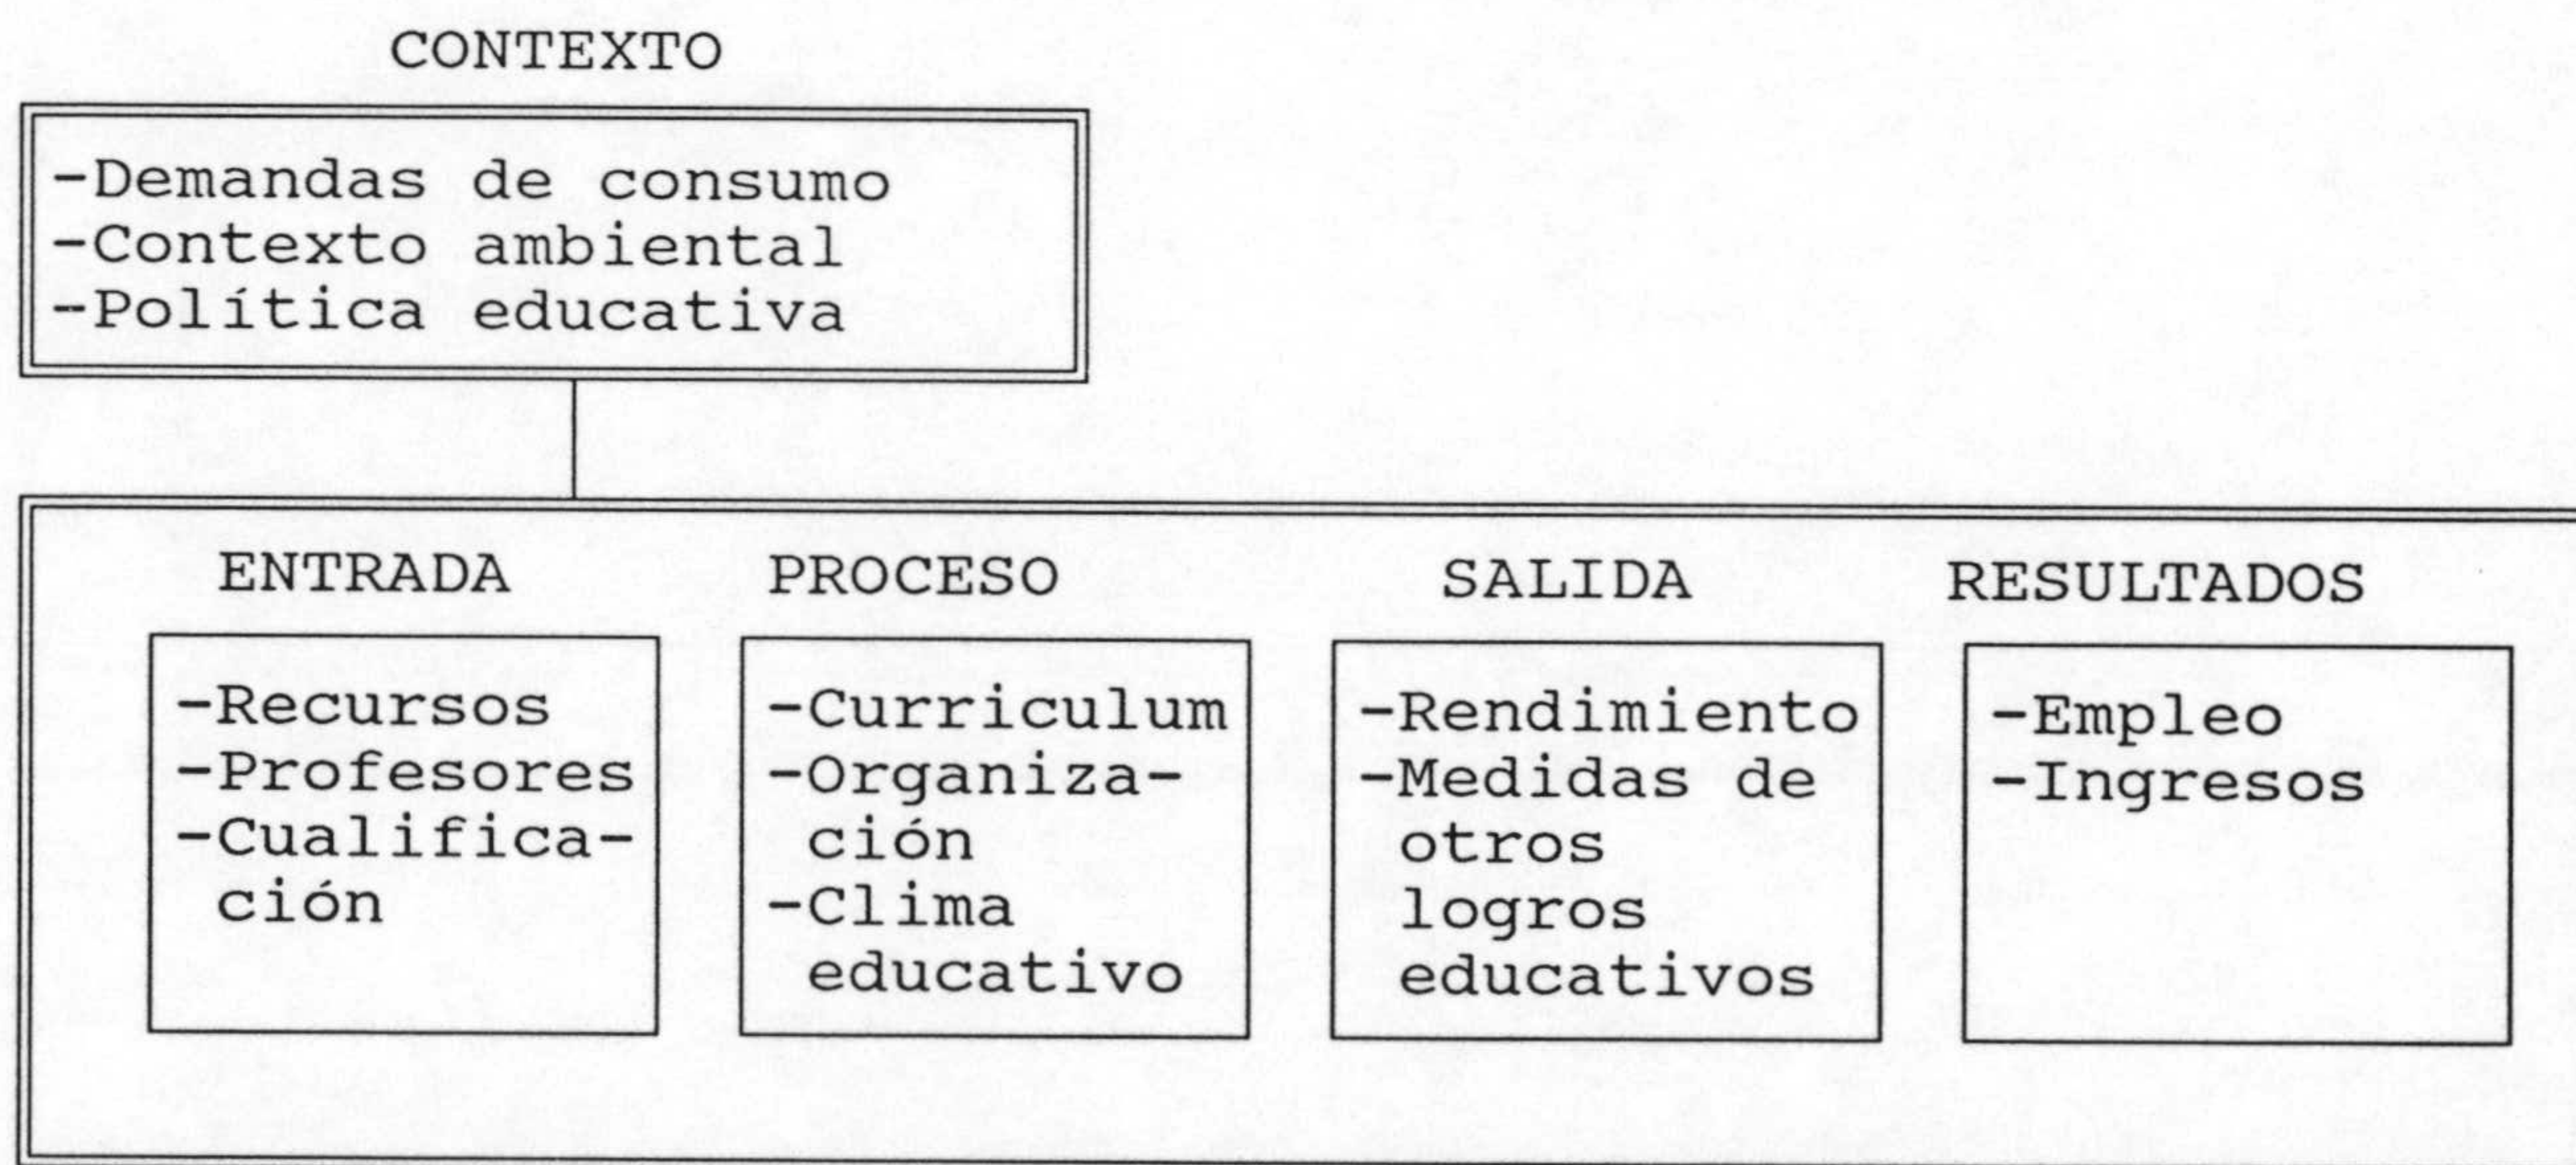 CONTEXTO
-Demandas de consumo
-Contexto ambiental
-Política educativa
ENTRADA
-Recursos
-Profesores
-Cualifica-
ción
PROCESO
-Curriculum
-Organiza-
ción
-Clima
educativo
SALIDA
-Rendimiento
-Medidas de
otros
logros
educativos
RESULTADOS
-Empleo
-Ingresos